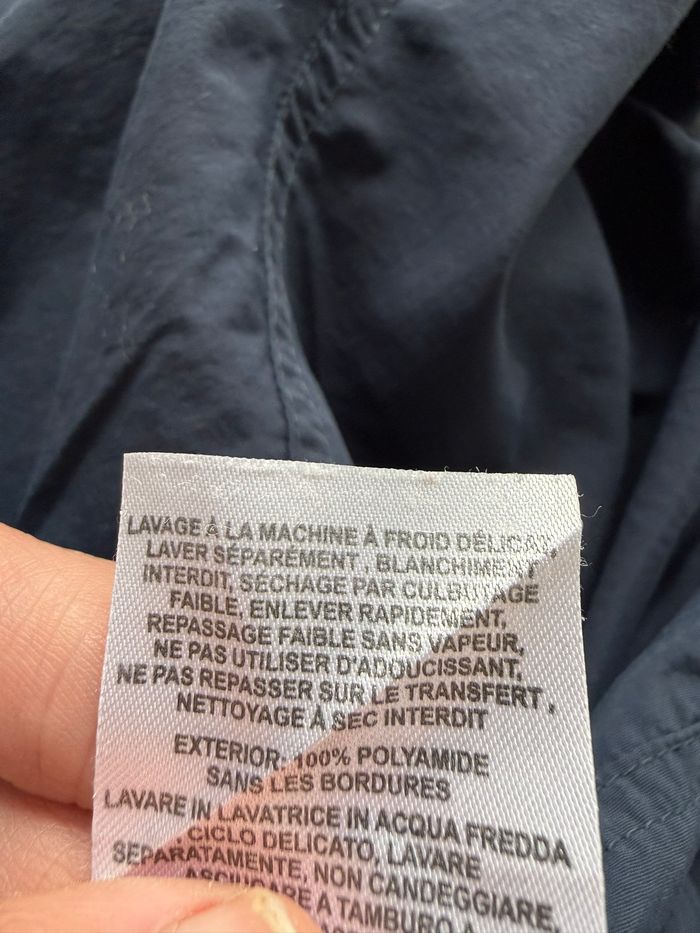 LAVAGE À LA MACHINE À FROID DÉLICAT,
LAVER SÉPARÉMENT , BLANCHIMENT
INTERDIT, SÉCHAGE PAR CULBUTAGE
FAIBLE, ENLEVER RAPIDEMENT,
REPASSAGE FAIBLE SANS VAPEUR,
NE PAS UTILISER D'ADOUCISSANT,
NE PAS REPASSER SUR LE TRANSFERT ,
NETTOYAGE À SEC INTERDIT
EXTERIOR: 100% POLYAMIDE
SANS LES BORDURES
LAVARE IN LAVATRICE IN ACQUA FREDDA
CICLO DELICATO, LAVARE
SEPARATAMENTE, NON CANDEGGIARE,
ASCIUGARE A TAMBURO A